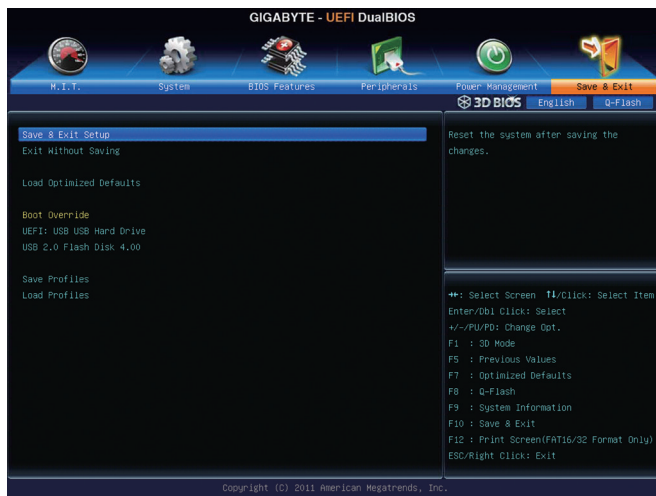 GIGABYTE - UEFI DualBIOS
M.I.T. System BIOS Features Peripherals Power Management Save & Exit
3D BIOS English Q-Flash
Save & Exit Setup
Exit Without Saving
Load Optimized Defaults
Boot Override
UEFI: USB USB Hard Drive
USB 2.0 Flash Disk 4.00
Save Profiles
Load Profiles
Reset the system after saving the
changes.
→←: Select Screen ↑↓/Click: Select Item
Enter/Dbl Click: Select
+/-/PU/PD: Change Opt.
F1 : 3D Mode
F5 : Previous Values
F7 : Optimized Defaults
F8 : Q-Flash
F9 : System Information
F10 : Save & Exit
F12 : Print Screen(FAT16/32 Format Only)
ESC/Right Click: Exit
Copyright (C) 2011 American Megatrends, Inc.